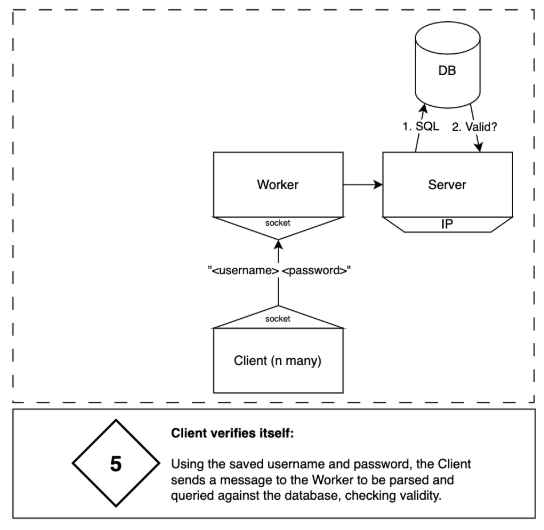 DB
1. SQL 2. Valid?
Worker
Server
socket
IP
"<username> <password>"
socket
Client (n many)
5
Client verifies itself:
Using the saved username and password, the Client
sends a message to the Worker to be parsed and
queried against the database, checking validity.